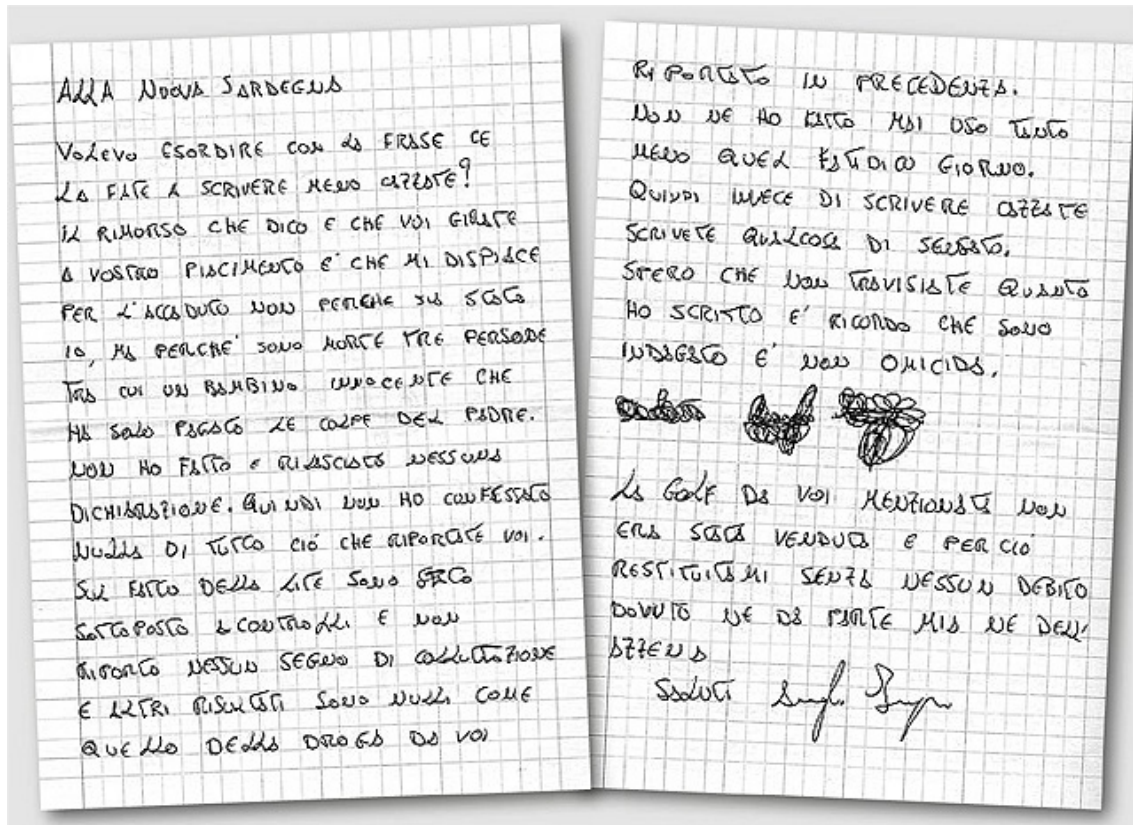 ALLA NUOVA SARDEGNA
VOLEVO ESORDIRE CON LA FRASE CE
LA FATE A SCRIVERE MENO CAZZATE?
IL RIMORSO CHE DICO E CHE VOI GIRATE
A VOSTRO PIACIMENTO E' CHE MI DISPIACE
PER L'ACCADUTO NON PERCHE SIA STATO
IO, MA PERCHE' SONO MORTE TRE PERSONE
TRA CUI UN BAMBINO INNOCENTE CHE
HA SOLO PAGATO LE COLPE DEL PADRE.
NON HO FATTO E RILASCIATO NESSUNA
DICHIARAZIONE. QUINDI NON HO CONFESSATO
NULLA DI TUTTO CIÓ CHE RIPORTATE VOI.
SUL FATTO DELLA LITE SONO STATO
SOTTOPOSTO A CONTROLLI E NON
RIPORTO NESSUN SEGNO DI COLLUTAZIONE
E ALTRI RISULTATI SONO NULLI COME
QUELLO DELLA DROGA DA VOI
RIPORTATO IN PRECEDENZA.
NON NE HO FATTO MAI USO TANTO
MENO QUEL FATIDICO GIORNO.
QUINDI INVECE DI SCRIVERE CAZZATE
SCRIVETE QUALCOSA DI SENSATO.
SPERO CHE NON TRAVISIATE QUANTO
HO SCRITTO E' RICORDO CHE SONO
INDAGATO E' NON OMICIDA.
LA GOLF DA VOI MENZIONATA NON
ERA STATA VENDUTA E PERCIÓ
RESTITUITAMI SENZA NESSUN DEBITO
DOVUTO NE DA PARTE MIA NE DELL'
AZZENA
SALUTI